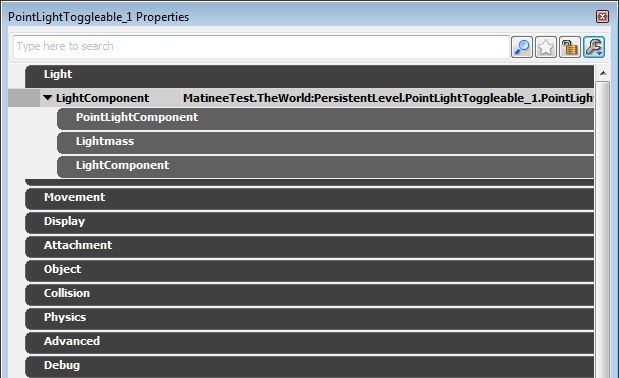 PointLightToggleable_1 Properties
Type here to search
Light
LightComponent MatineeTest.TheWorld:PersistentLevel.PointLightToggleable_1.PointLight
PointLightComponent
Lightmass
LightComponent
Movement
Display
Attachment
Object
Collision
Physics
Advanced
Debug